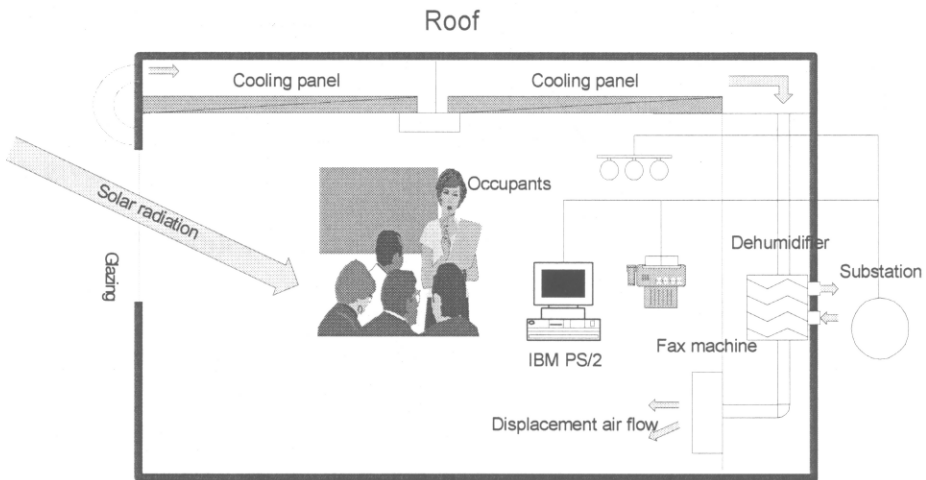 Roof
Cooling panel
Cooling panel
Occupants
Solar radiation
Glazing
Dehumidifier
Substation
Fax machine
IBM PS/2
Displacement air flow